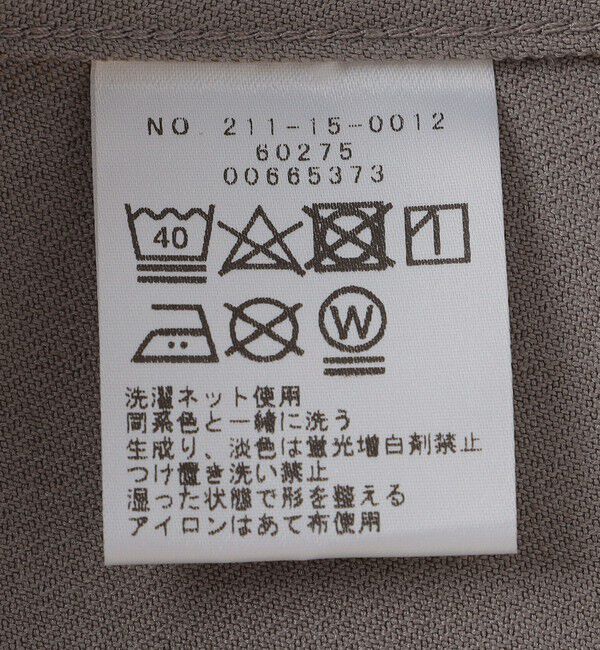 NO. 211-15-0012
60275
00665373
40
W
洗濯ネット使用
同系色と一緒に洗う
生成り、淡色は蛍光増白剤禁止
つけ置き洗い禁止
湿った状態で形を整える
アイロンはあて布使用